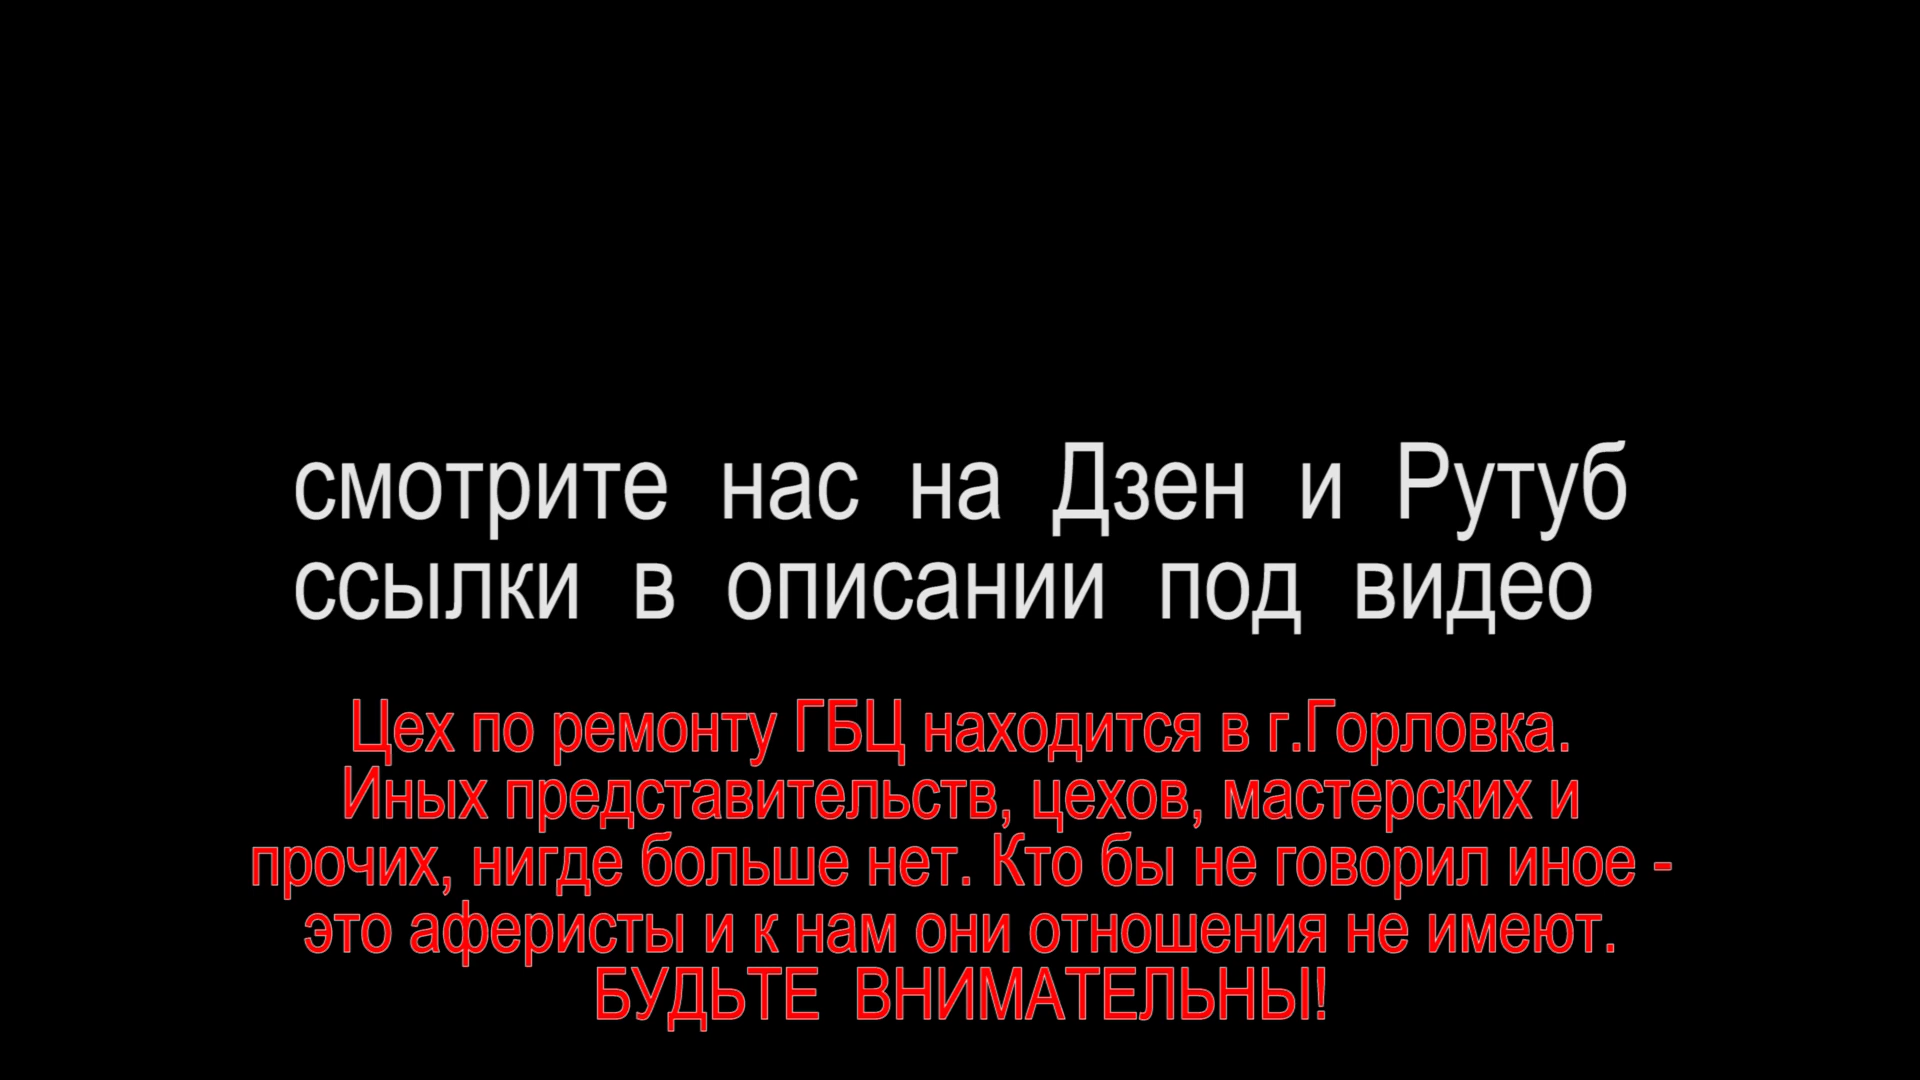 смотрите нас на Дзен и Рутуб
ссылки в описании под видео
Цех по ремонту ГБЦ находится в г.Горловка.
Иных представительств, цехов, мастерских и
прочих, нигде больше нет. Кто бы не говорил иное -
это аферисты и к нам они отношения не имеют.
БУДЬТЕ ВНИМАТЕЛЬНЫ!